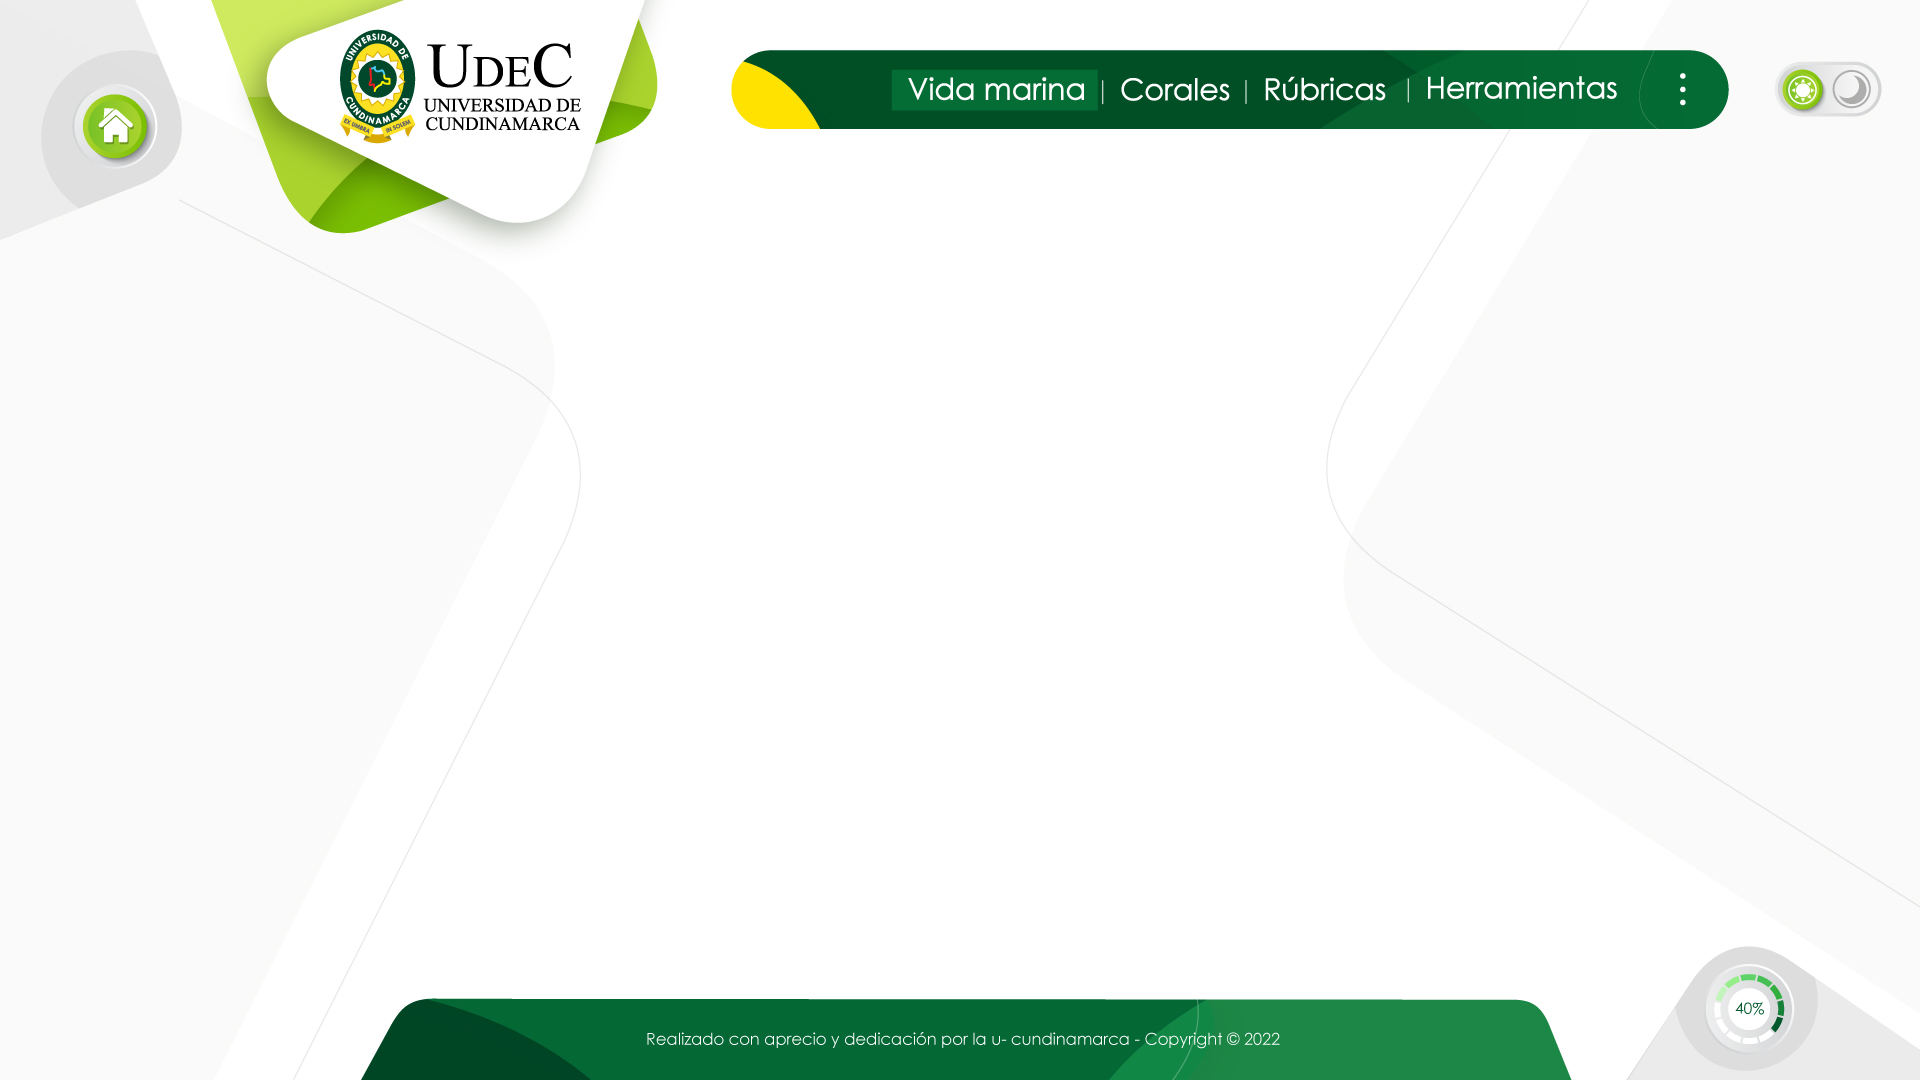 UNIVERSIDAD DE
CUNDINAMARCA
EX UMBRA IN SOLEM
UDEC
UNIVERSIDAD DE
CUNDINAMARCA
Vida marina | Corales | Rúbricas | Herramientas
40%
Realizado con aprecio y dedicación por la u- cundinamarca - Copyright © 2022